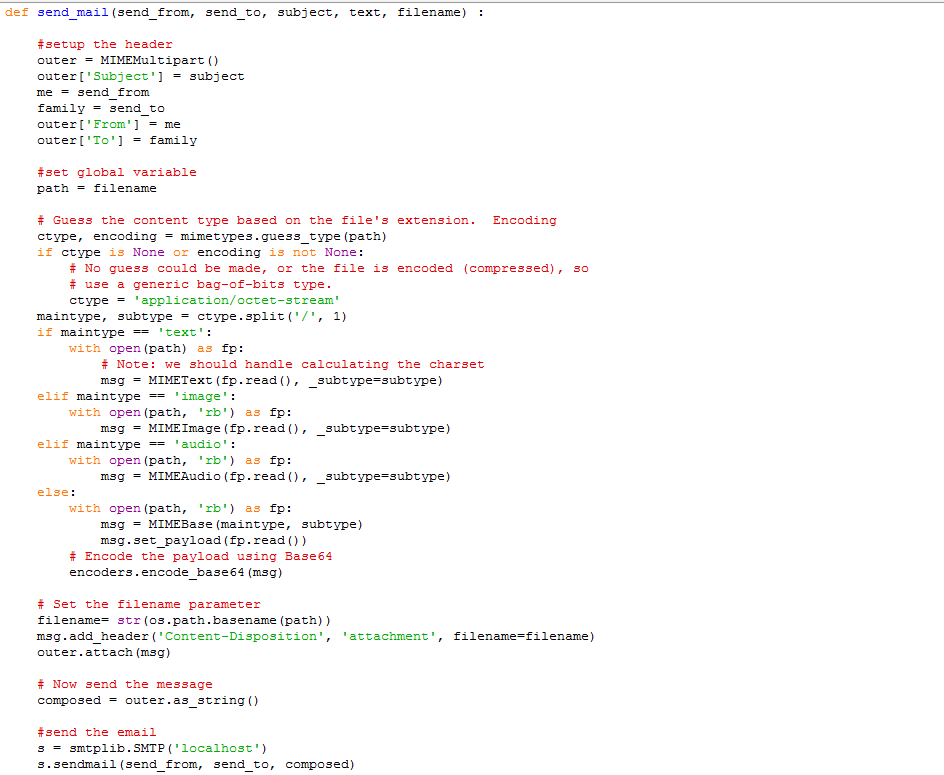 def send_mail(send_from, send_to, subject, text, filename) :

    #setup the header
    outer = MIMEMultipart()
    outer['Subject'] = subject
    me = send_from
    family = send_to
    outer['From'] = me
    outer['To'] = family

    #set global variable
    path = filename

    # Guess the content type based on the file's extension.  Encoding
    ctype, encoding = mimetypes.guess_type(path)
    if ctype is None or encoding is not None:
        # No guess could be made, or the file is encoded (compressed), so
        # use a generic bag-of-bits type.
        ctype = 'application/octet-stream'
    maintype, subtype = ctype.split('/', 1)
    if maintype == 'text':
        with open(path) as fp:
            # Note: we should handle calculating the charset
            msg = MIMEText(fp.read(), _subtype=subtype)
    elif maintype == 'image':
        with open(path, 'rb') as fp:
            msg = MIMEImage(fp.read(), _subtype=subtype)
    elif maintype == 'audio':
        with open(path, 'rb') as fp:
            msg = MIMEAudio(fp.read(), _subtype=subtype)
    else:
        with open(path, 'rb') as fp:
            msg = MIMEBase(maintype, subtype)
            msg.set_payload(fp.read())
        # Encode the payload using Base64
        encoders.encode_base64(msg)

    # Set the filename parameter
    filename= str(os.path.basename(path))
    msg.add_header('Content-Disposition', 'attachment', filename=filename)
    outer.attach(msg)

    # Now send the message
    composed = outer.as_string()

    #send the email
    s = smtplib.SMTP('localhost')
    s.sendmail(send_from, send_to, composed)